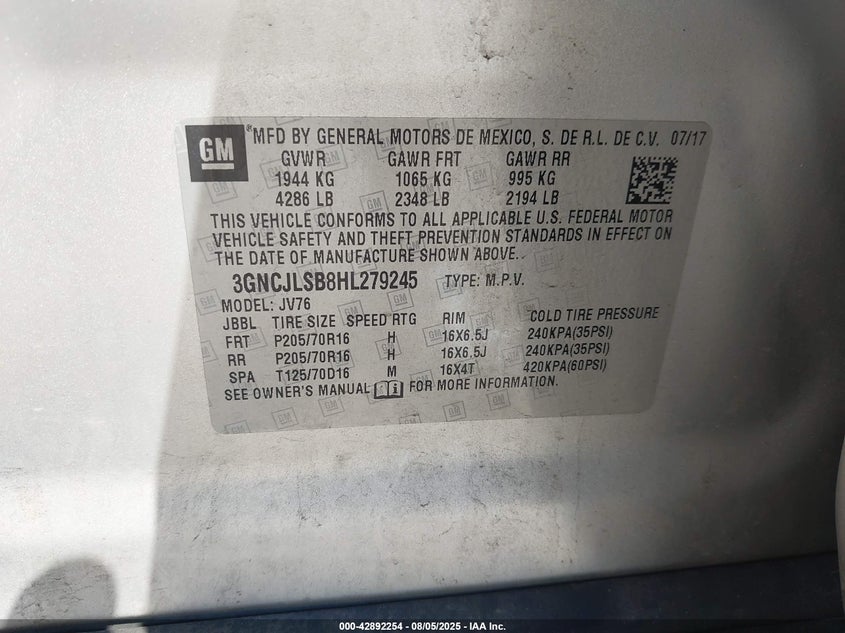 GM ®MFD BY GENERAL MOTORS DE MEXICO, S. DE R.L. DE C.V. 07/17
GVWR GAWR FRT GAWR RR
1944 KG 1065 KG 995 KG
4286 LB 2348 LB 2194 LB
THIS VEHICLE CONFORMS TO ALL APPLICABLE U.S. FEDERAL MOTOR
VEHICLE SAFETY AND THEFT PREVENTION STANDARDS IN EFFECT ON
THE DATE OF MANUFACTURE SHOWN ABOVE.
3GNCJLSB8HL279245 TYPE: M.P.V.
MODEL: JV76
JBBL TIRE SIZE SPEED RTG RIM COLD TIRE PRESSURE
FRT P205/70R16 H 16X6.5J 240KPA(35PSI)
RR P205/70R16 H 16X6.5J 240KPA(35PSI)
SPA T125/70D16 M 16X4T 420KPA(60PSI)
SEE OWNER'S MANUAL FOR MORE INFORMATION.
000-42892254 - 08/05/2025 - IAA Inc.